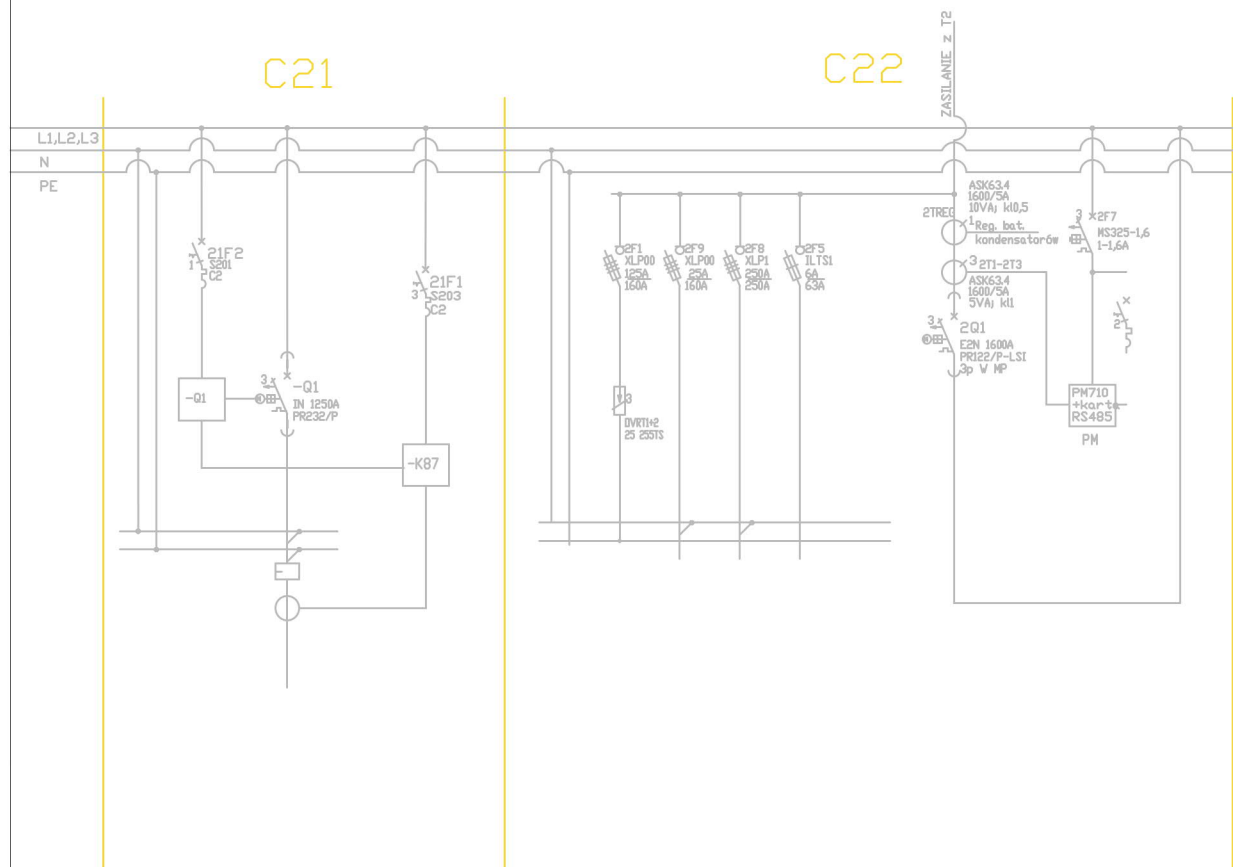 C21
C22
ZASILANIE z T2
L1,L2,L3
N
PE
21F2
S201
1
C2
21F1
3
S203
C2
-Q1
3
-Q1
IN 1250A
PR232/P
-K87
2F1
XLP00
125A
160A
2F9
XLP00
25A
160A
2F8
XLP1
250A
250A
2F5
ILTS1
6A
63A
3
DVRT1+2
25 255TS
ASK63.4
1600/5A
10VA; kl0,5
2TREG
1
Reg. bat.
kondensatorów
3
2T1-2T3
ASK63.4
1600/5A
5VA; kl1
3
2Q1
E2N 1600A
PR122/P-LSI
3p W MP
3
2F7
MS325-1,6
1-1,6A
2
PM710
+karta
RS485
PM